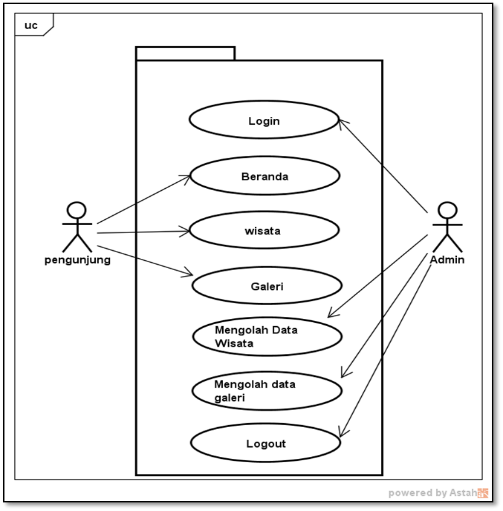 uc
Login
Beranda
wisata
pengunjung
Admin
Galeri
Mengolah Data
Wisata
Mengolah data
galeri
Logout
powered by Astah